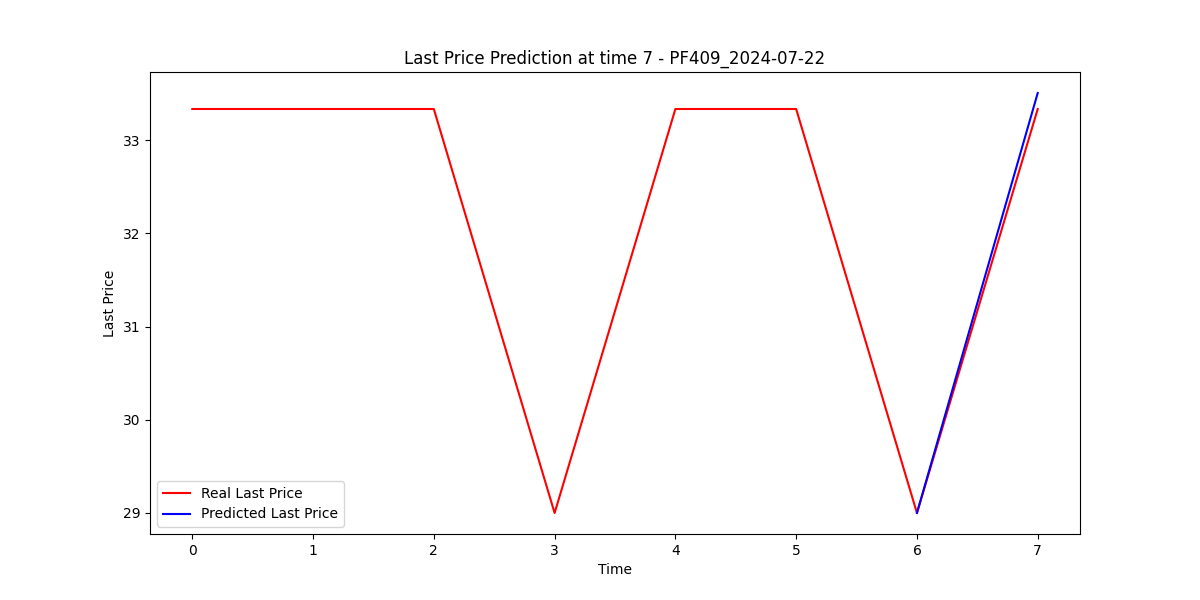 Last Price Prediction at time 7 - PF409_2024-07-22
Last Price
33
32
31
30
29
Real Last Price
Predicted Last Price
0 1 2 3 4 5 6 7
Time